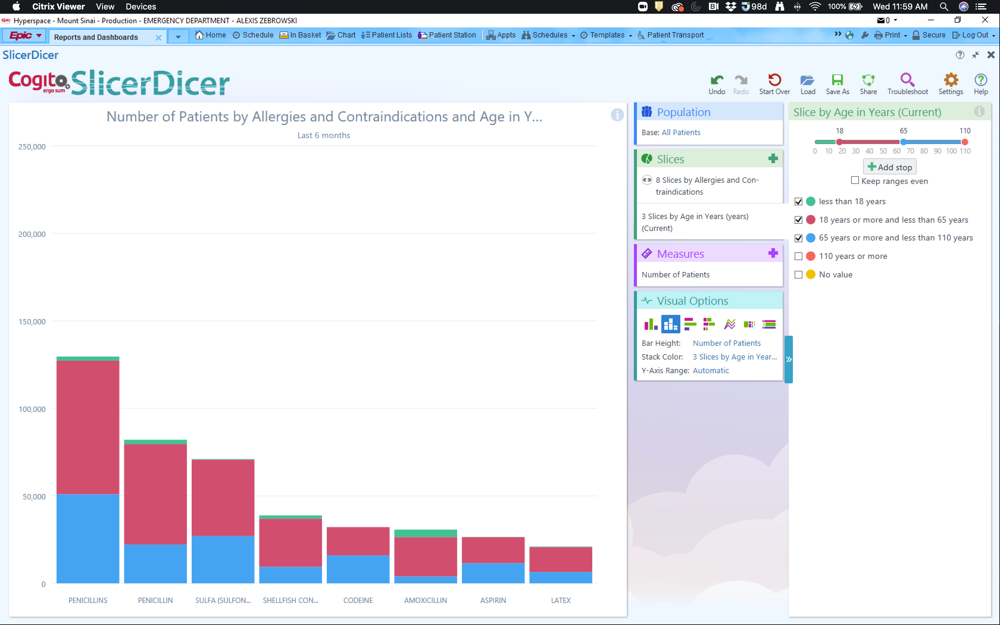 Citrix Viewer View Devices 98d 100% Wed 11:59 AM
Epic Hyperspace - Mount Sinai - Production - EMERGENCY DEPARTMENT - ALEXIS ZEBROWSKI 0
Epic Reports and Dashboards Home Schedule In Basket Chart Patient Lists Patient Station Appts Schedules Templates Patient Transport Print Secure Log Out
SlicerDicer
Cogito ergo sum SlicerDicer
Undo Redo Start Over Load Save As Share Troubleshoot Settings Help
Number of Patients by Allergies and Contraindications and Age in Y...
Last 6 months
250,000
200,000
150,000
100,000
50,000
0
PENICILLINS PENICILLIN SULFA (SULFON... SHELLFISH CON... CODEINE AMOXICILLIN ASPIRIN LATEX
Population
Base: All Patients
Slices
8 Slices by Allergies and Con-
traindications
3 Slices by Age in Years (years)
(Current)
Measures
Number of Patients
Visual Options
Bar Height: Number of Patients
Stack Color: 3 Slices by Age in Year...
Y-Axis Range: Automatic
Slice by Age in Years (Current)
18 65 110
0 10 20 30 40 50 60 70 80 90 100 110
Add stop
Keep ranges even
less than 18 years
18 years or more and less than 65 years
65 years or more and less than 110 years
110 years or more
No value